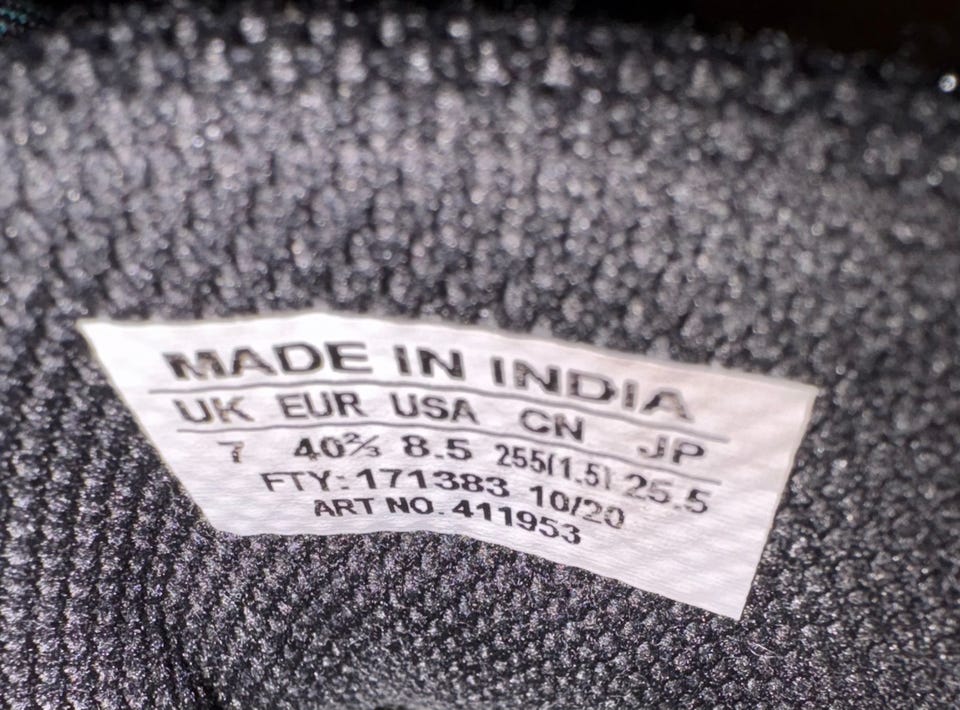 MADE IN INDIA
UK EUR USA CN JP
7 40⅔ 8.5 255(1.5) 25.5
FTY: 171383 10/20
ART NO. 411953